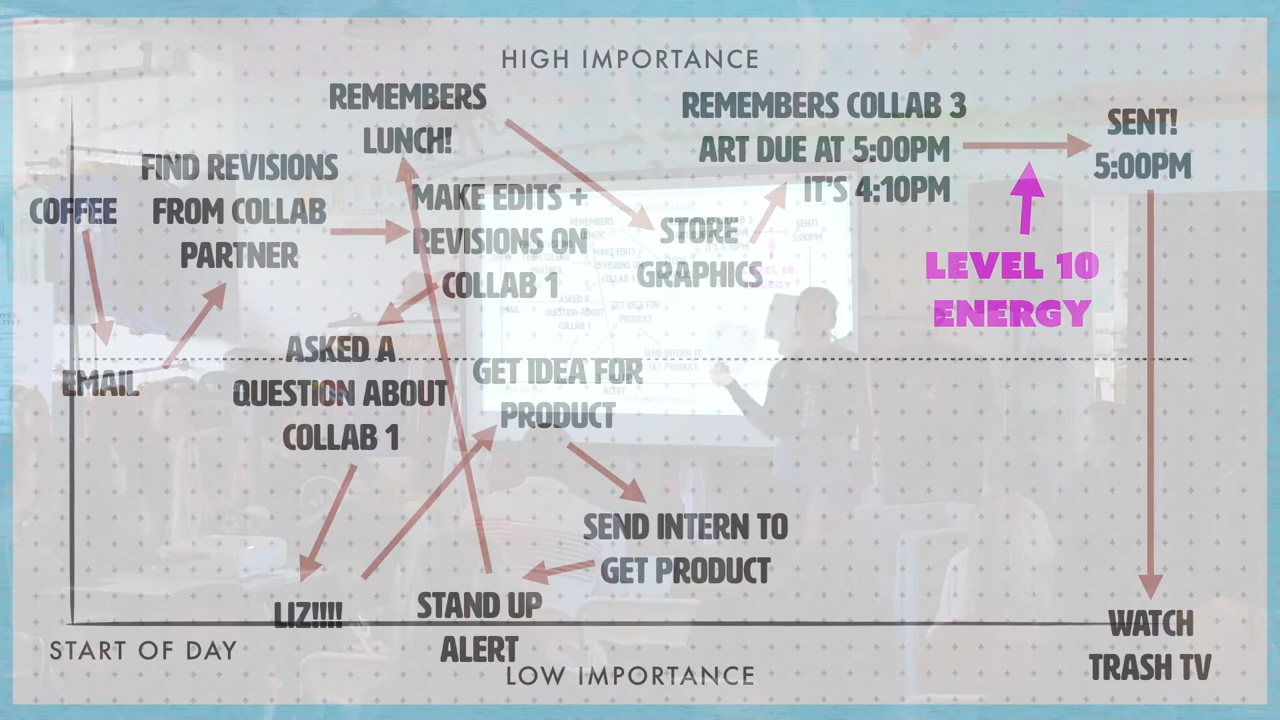 HIGH IMPORTANCE
REMEMBERS
LUNCH!
REMEMBERS COLLAB 3
ART DUE AT 5:00PM
IT'S 4:10PM
SENT!
5:00PM
FIND REVISIONS
FROM COLLAB
PARTNER
COFFEE
MAKE EDITS +
REVISIONS ON
COLLAB 1
STORE
GRAPHICS
LEVEL 10
ENERGY
EMAIL
ASKED A
QUESTION ABOUT
COLLAB 1
GET IDEA FOR
PRODUCT
SEND INTERN TO
GET PRODUCT
LIZ!!!!
STAND UP
ALERT
WATCH
TRASH TV
START OF DAY
LOW IMPORTANCE